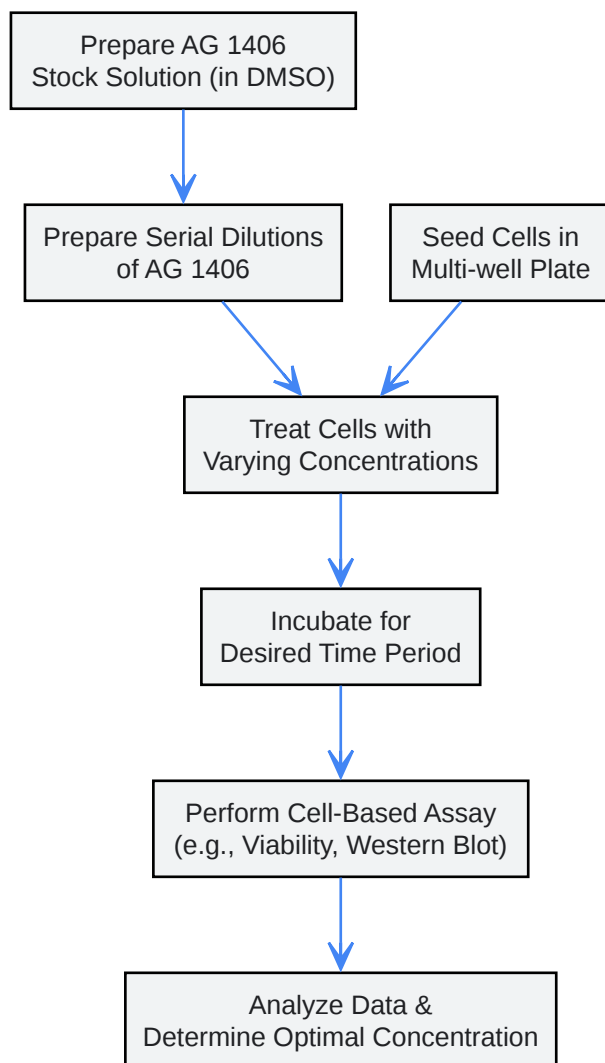 Prepare AG 1406
Stock Solution (in DMSO)
Prepare Serial Dilutions
of AG 1406
Seed Cells in
Multi-well Plate
Treat Cells with
Varying Concentrations
Incubate for
Desired Time Period
Perform Cell-Based Assay
(e.g., Viability, Western Blot)
Analyze Data &
Determine Optimal Concentration